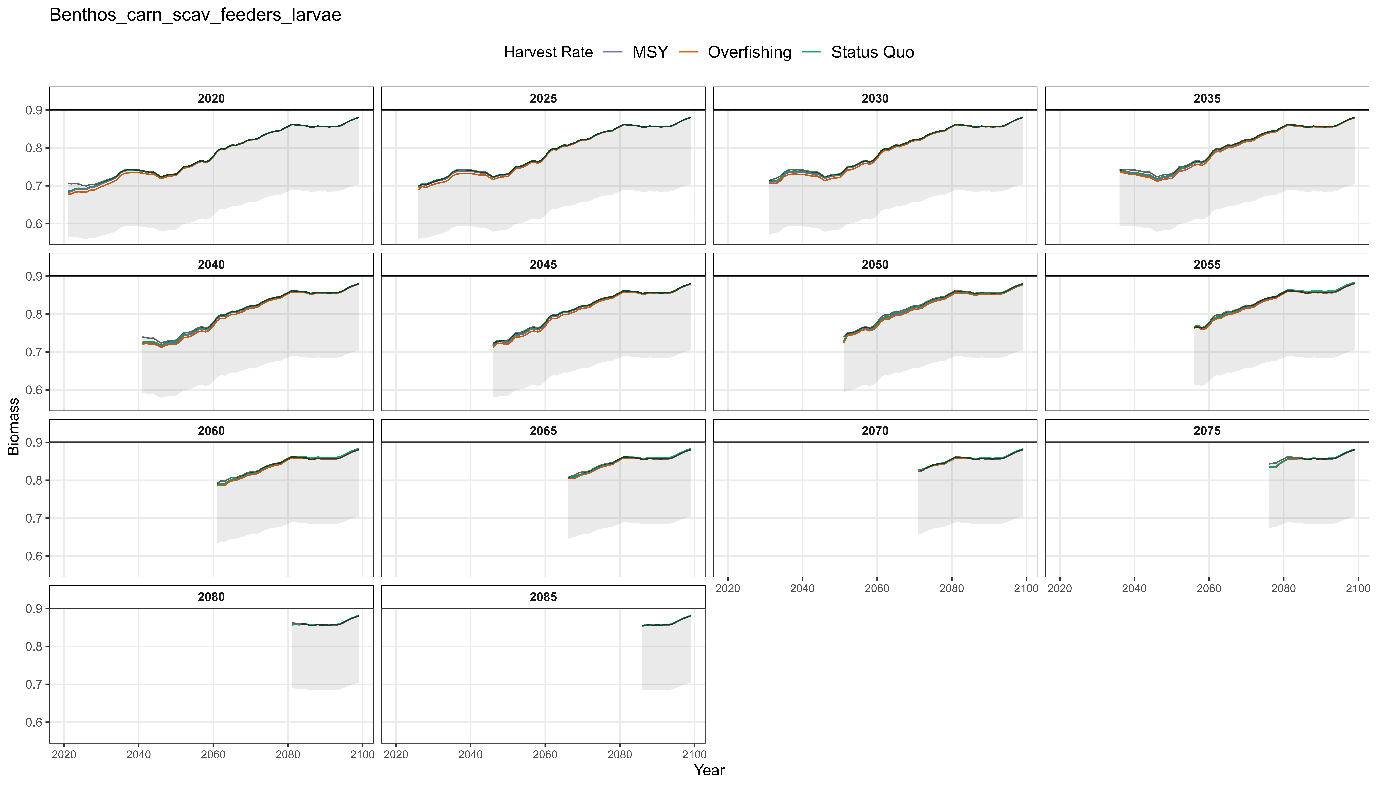 Benthos_carn_scav_feeders_larvae
Harvest Rate MSY Overfishing Status Quo
2020 2025 2030 2035
0.9
0.8
0.7
0.6
2040 2045 2050 2055
0.9
0.8
0.7
0.6
Biomass
2060 2065 2070 2075
0.9
0.8
0.7
0.6
2020 2040 2060 2080 2100 2020 2040 2060 2080 2100
2080 2085
0.9
0.8
0.7
0.6
2020 2040 2060 2080 2100 2020 2040 2060 2080 2100
Year